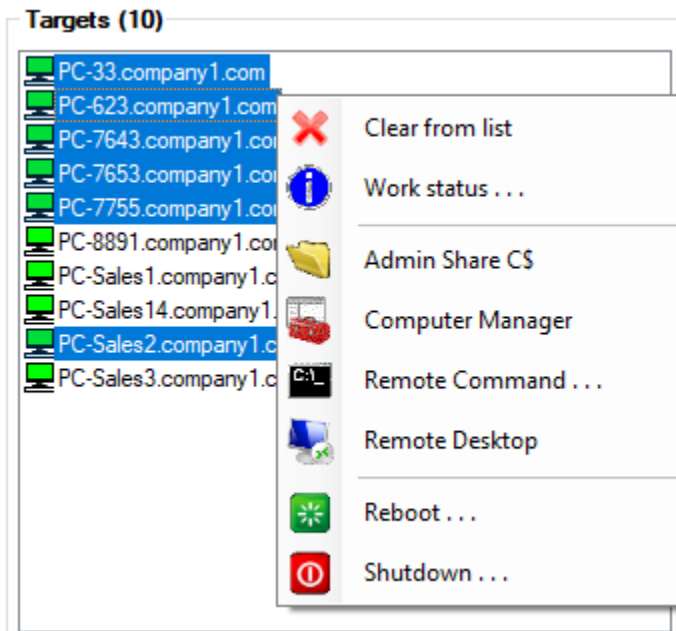 Targets (10)
PC-33.company1.com
PC-623.company1.com
PC-7643.company1.co
PC-7653.company1.co
PC-7755.company1.co
PC-8891.company1.co
PC-Sales1.company1.c
PC-Sales14.company1.
PC-Sales2.company1.c
PC-Sales3.company1.c
Clear from list
Work status . . .
Admin Share C$
Computer Manager
C:\_
Remote Command . . .
Remote Desktop
Reboot . . .
Shutdown . . .